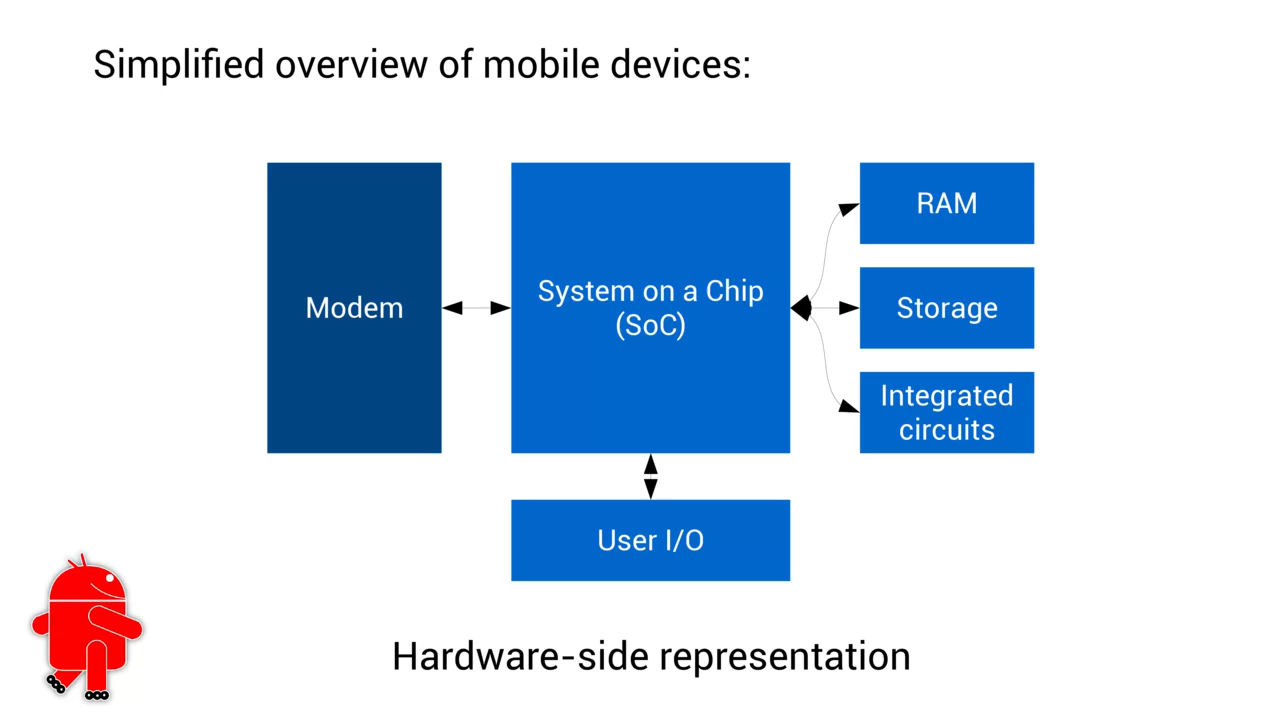 Simplified overview of mobile devices:
Modem
System on a Chip
(SoC)
RAM
Storage
Integrated
circuits
User I/O
Hardware-side representation